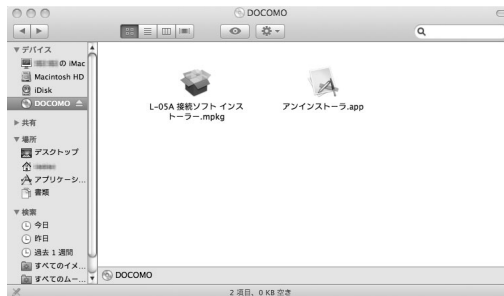 DOCOMO
L-05A 接続ソフト インス
トーラー.mpkg
アンインストーラ.app
▼デバイス
の iMac
Macintosh HD
iDisk
DOCOMO
▶共有
▼場所
デスクトップ
アプリケーシ...
書類
▼検索
今日
昨日
過去 1 週間
すべてのイメ...
すべてのムー...
DOCOMO
2 項目、0 KB 空き